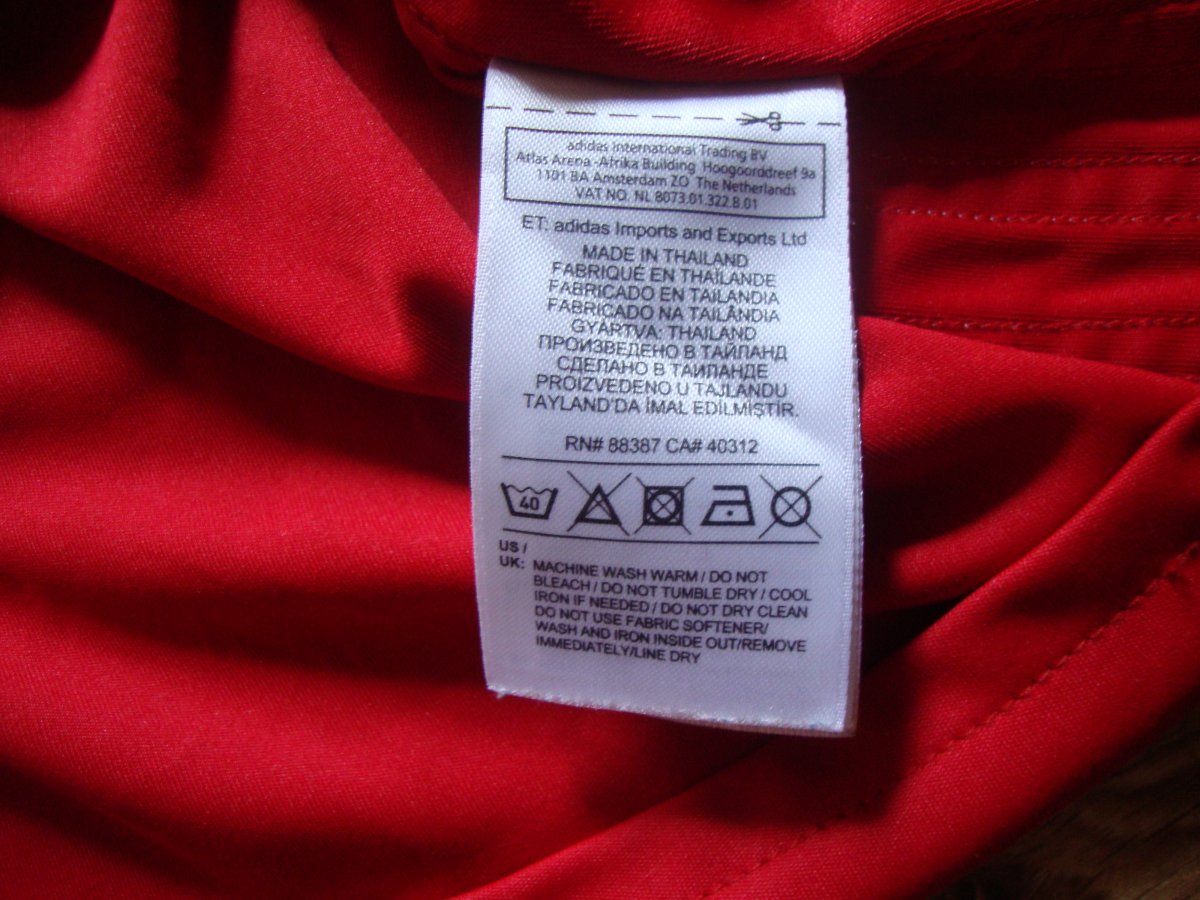 adidas International Trading BV
Atlas Arena -Afrika Building Hoogoorddreef 9a
1101 BA Amsterdam ZO The Netherlands
VAT NO. NL 8073.01.322.B.01
ET: adidas Imports and Exports Ltd
MADE IN THAILAND
FABRIQUÉ EN THAÏLANDE
FABRICADO EN TAILANDIA
FABRICADO NA TAILÂNDIA
GYÁRTVA: THAILAND
ПРОИЗВЕДЕНО В ТАЙЛАНД
СДЕЛАНО В ТАИЛАНДЕ
PROIZVEDENO U TAJLANDU
TAYLAND'DA İMAL EDİLMİŞTİR.
RN# 88387 CA# 40312
40
US /
UK: MACHINE WASH WARM / DO NOT
BLEACH / DO NOT TUMBLE DRY / COOL
IRON IF NEEDED / DO NOT DRY CLEAN
DO NOT USE FABRIC SOFTENER/
WASH AND IRON INSIDE OUT/REMOVE
IMMEDIATELY/LINE DRY